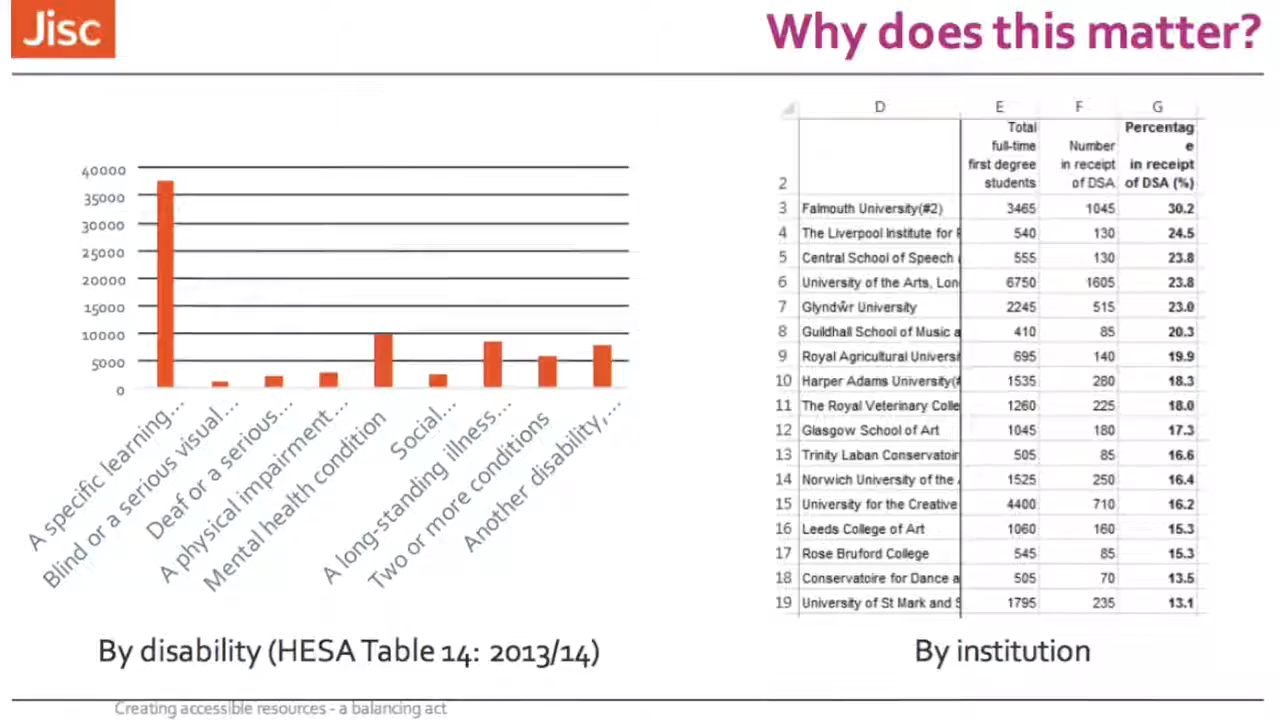 Jisc
Why does this matter?
40000
35000
30000
25000
20000
15000
10000
5000
0
A specific learning...
Blind or a serious visual...
Deaf or a serious...
A physical impairment...
Mental health condition
Social...
A long-standing illness...
Two or more conditions
Another disability,...
By disability (HESA Table 14: 2013/14)
D E F G
2 Total full-time first degree students Number in receipt of DSA Percentag e in receipt of DSA (%)
3 Falmouth University(#2) 3465 1045 30.2
4 The Liverpool Institute for 540 130 24.5
5 Central School of Speech 555 130 23.8
6 University of the Arts, Lon 6750 1605 23.8
7 Glyndŵr University 2245 515 23.0
8 Guildhall School of Music a 410 85 20.3
9 Royal Agricultural Universi 695 140 19.9
10 Harper Adams University(# 1535 280 18.3
11 The Royal Veterinary Colle 1260 225 18.0
12 Glasgow School of Art 1045 180 17.3
13 Trinity Laban Conservatoir 505 85 16.6
14 Norwich University of the 1525 250 16.4
15 University for the Creative 4400 710 16.2
16 Leeds College of Art 1060 160 15.3
17 Rose Bruford College 545 85 15.3
18 Conservatoire for Dance a 505 70 13.5
19 University of St Mark and S 1795 235 13.1
By institution
Creating accessible resources - a balancing act